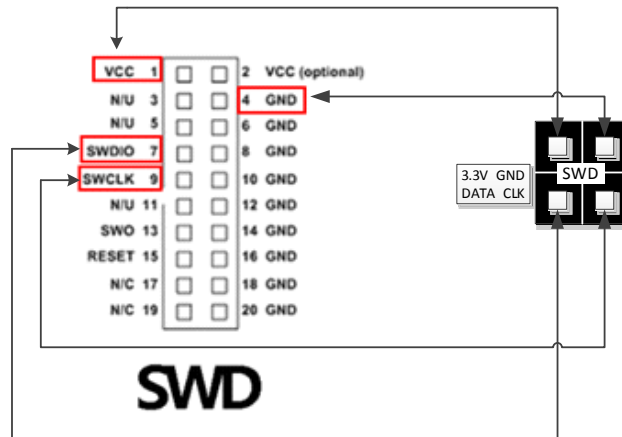 VCC 1 2 VCC (optional)
N/U 3 4 GND
N/U 5 6 GND
SWDIO 7 8 GND
SWCLK 9 10 GND
N/U 11 12 GND
SWO 13 14 GND
RESET 15 16 GND
N/C 17 18 GND
N/C 19 20 GND
3.3V GND
DATA CLK
SWD
SWD